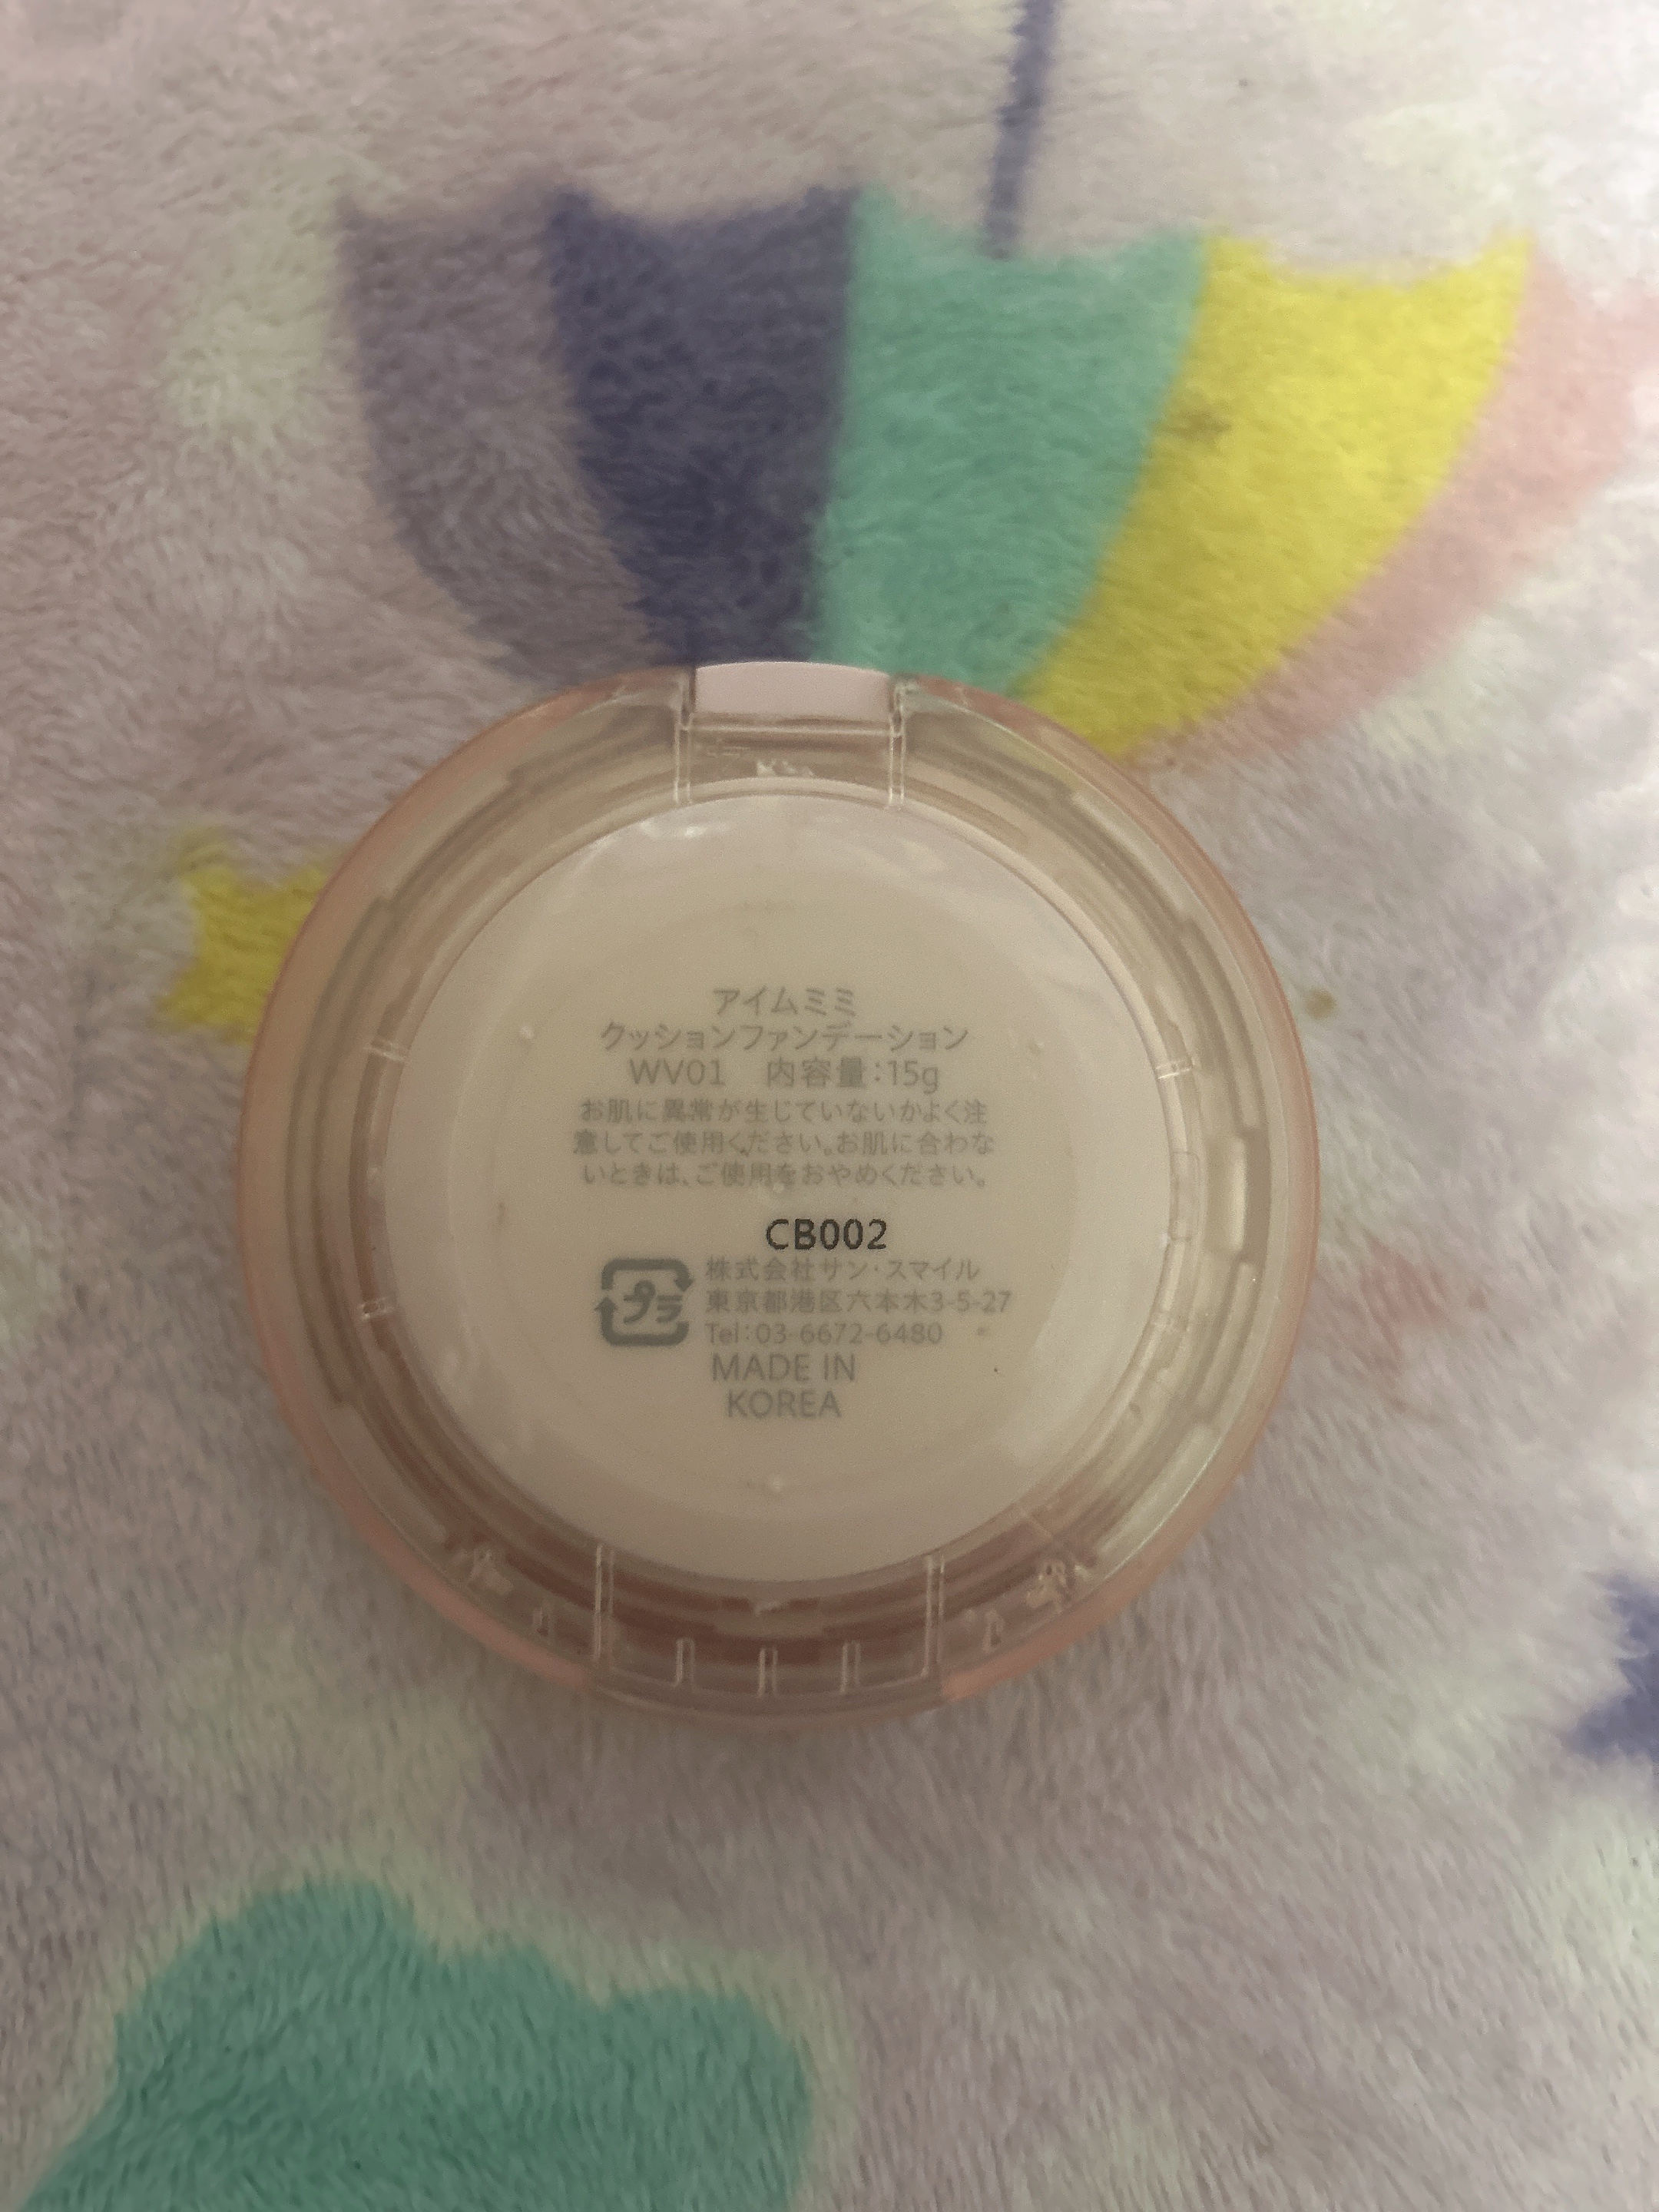 アイムミミ
クッションファンデーション
WV01　内容量:15g
お肌に異常が生じていないかよく注
意してご使用ください。お肌に合わな
いときは、ご使用をおやめください。
CB002
プラ
株式会社サン・スマイル
東京都港区六本木3-5-27
Tel:03-6672-6480
MADE IN
KOREA